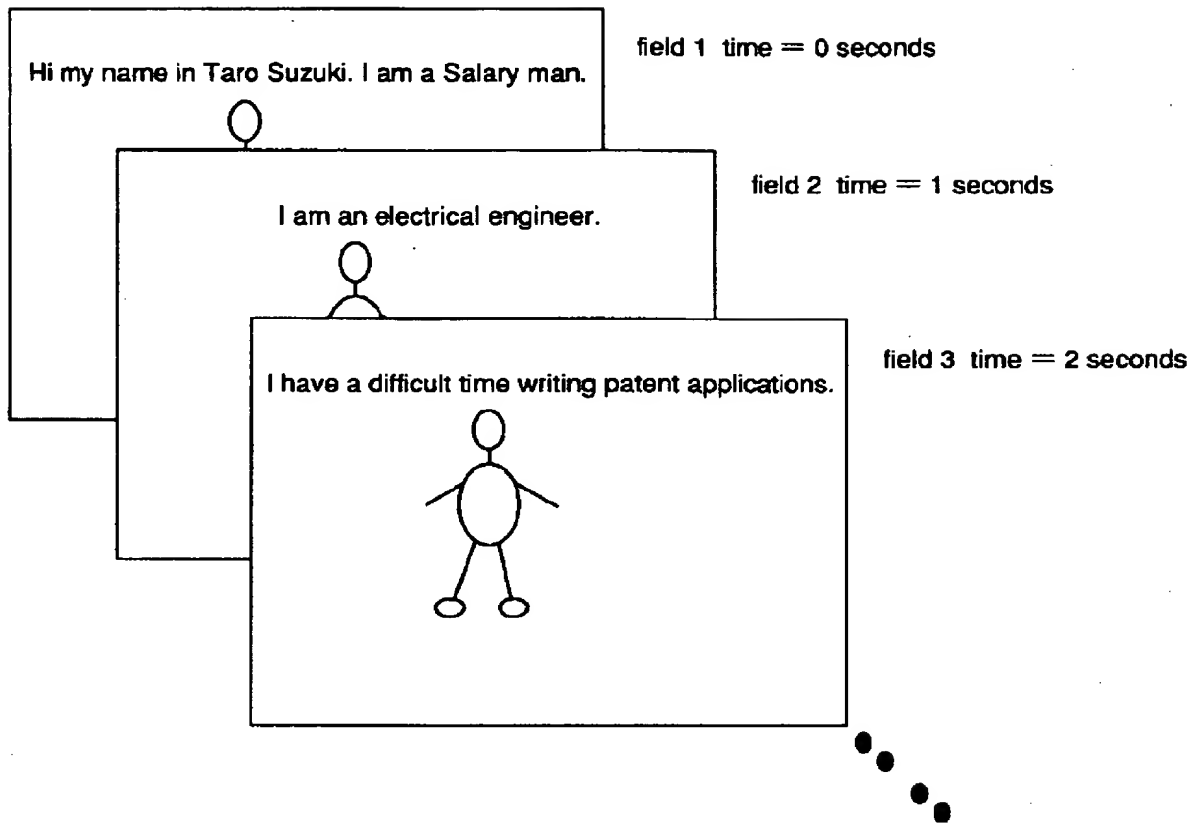 field 1 time = 0 seconds
Hi my name in Taro Suzuki. I am a Salary man.
field 2 time = 1 seconds
I am an electrical engineer.
field 3 time = 2 seconds
I have a difficult time writing patent applications.